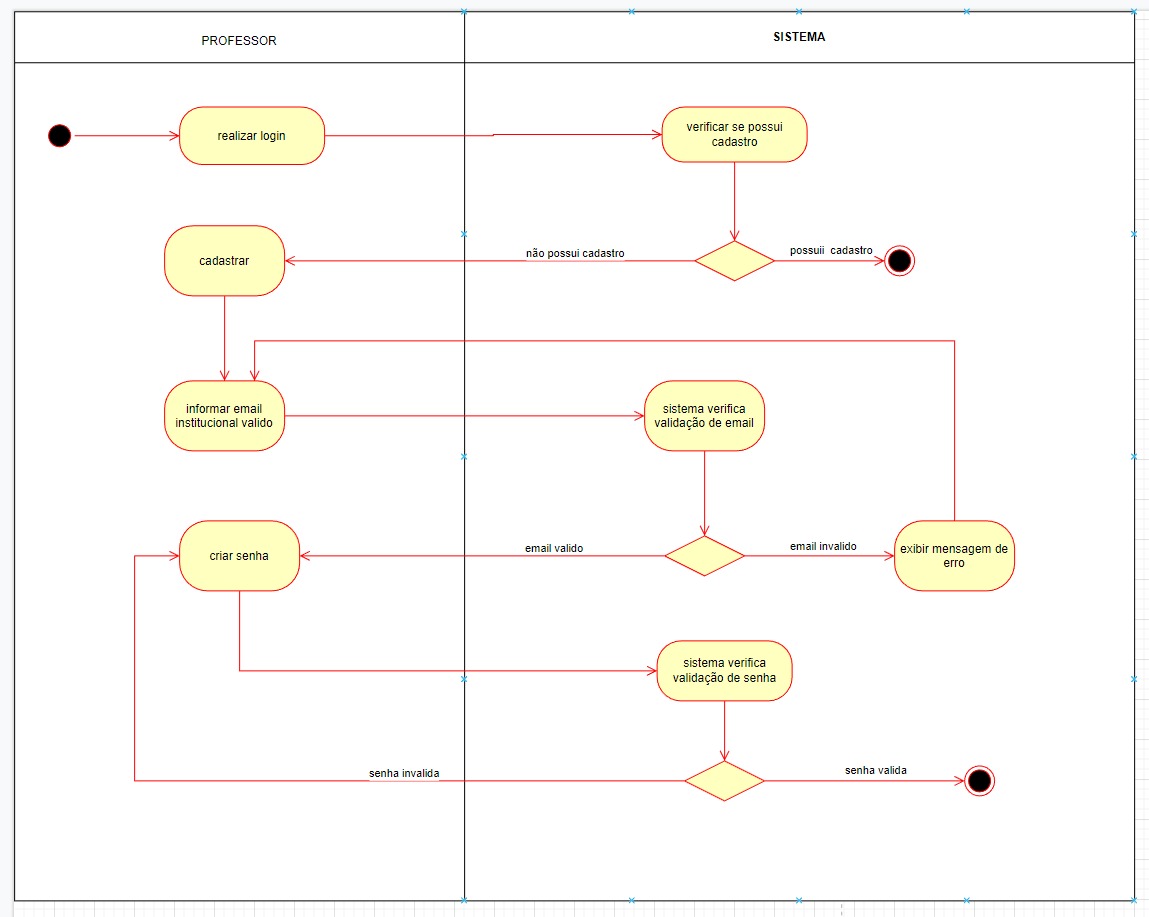 PROFESSOR
SISTEMA
realizar login
verificar se possui
cadastro
cadastrar
não possui cadastro
possuii  cadastro
informar email
institucional valido
sistema verifica
validação de email
criar senha
email valido
email invalido
exibir mensagem de
erro
sistema verifica
validação de senha
senha invalida
senha valida